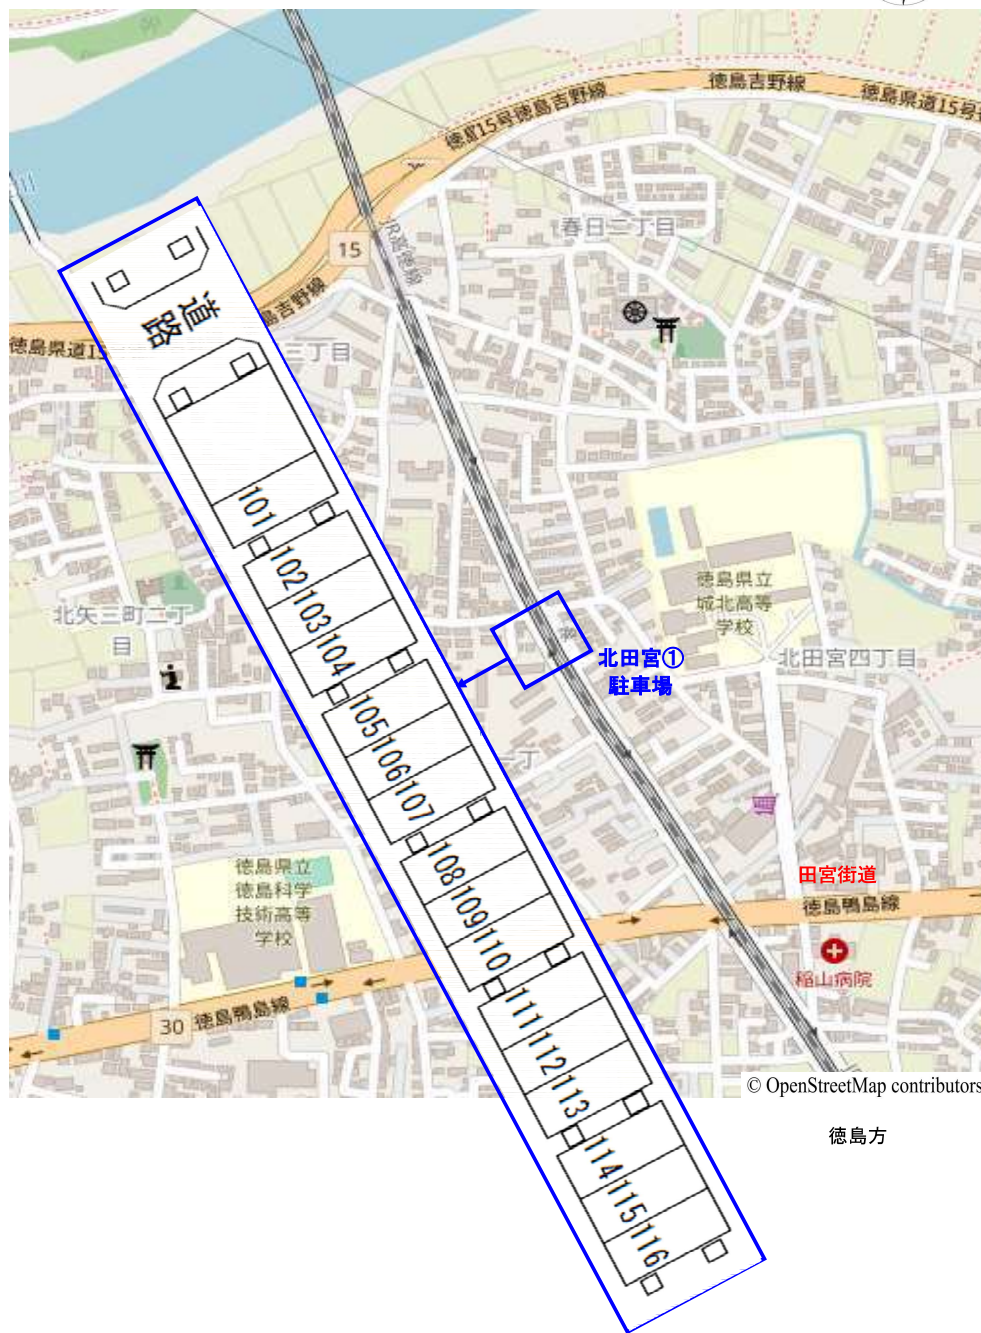 徳島吉野線
徳島県道15号
徳島15号徳島吉野線
春日二丁目
JR高徳線
15
島吉野線
徳島県道15
三丁目
道路
101
102
103
104
105
106
107
108
109
110
111
112
113
114
115
116
徳島県立
城北高等
学校
北矢三町二丁
目
北田宮①
駐車場
北田宮四丁目
一丁
徳島県立
徳島科学
技術高等
学校
田宮街道
徳島鴨島線
稲山病院
30
徳島鴨島線
© OpenStreetMap contributors
徳島方